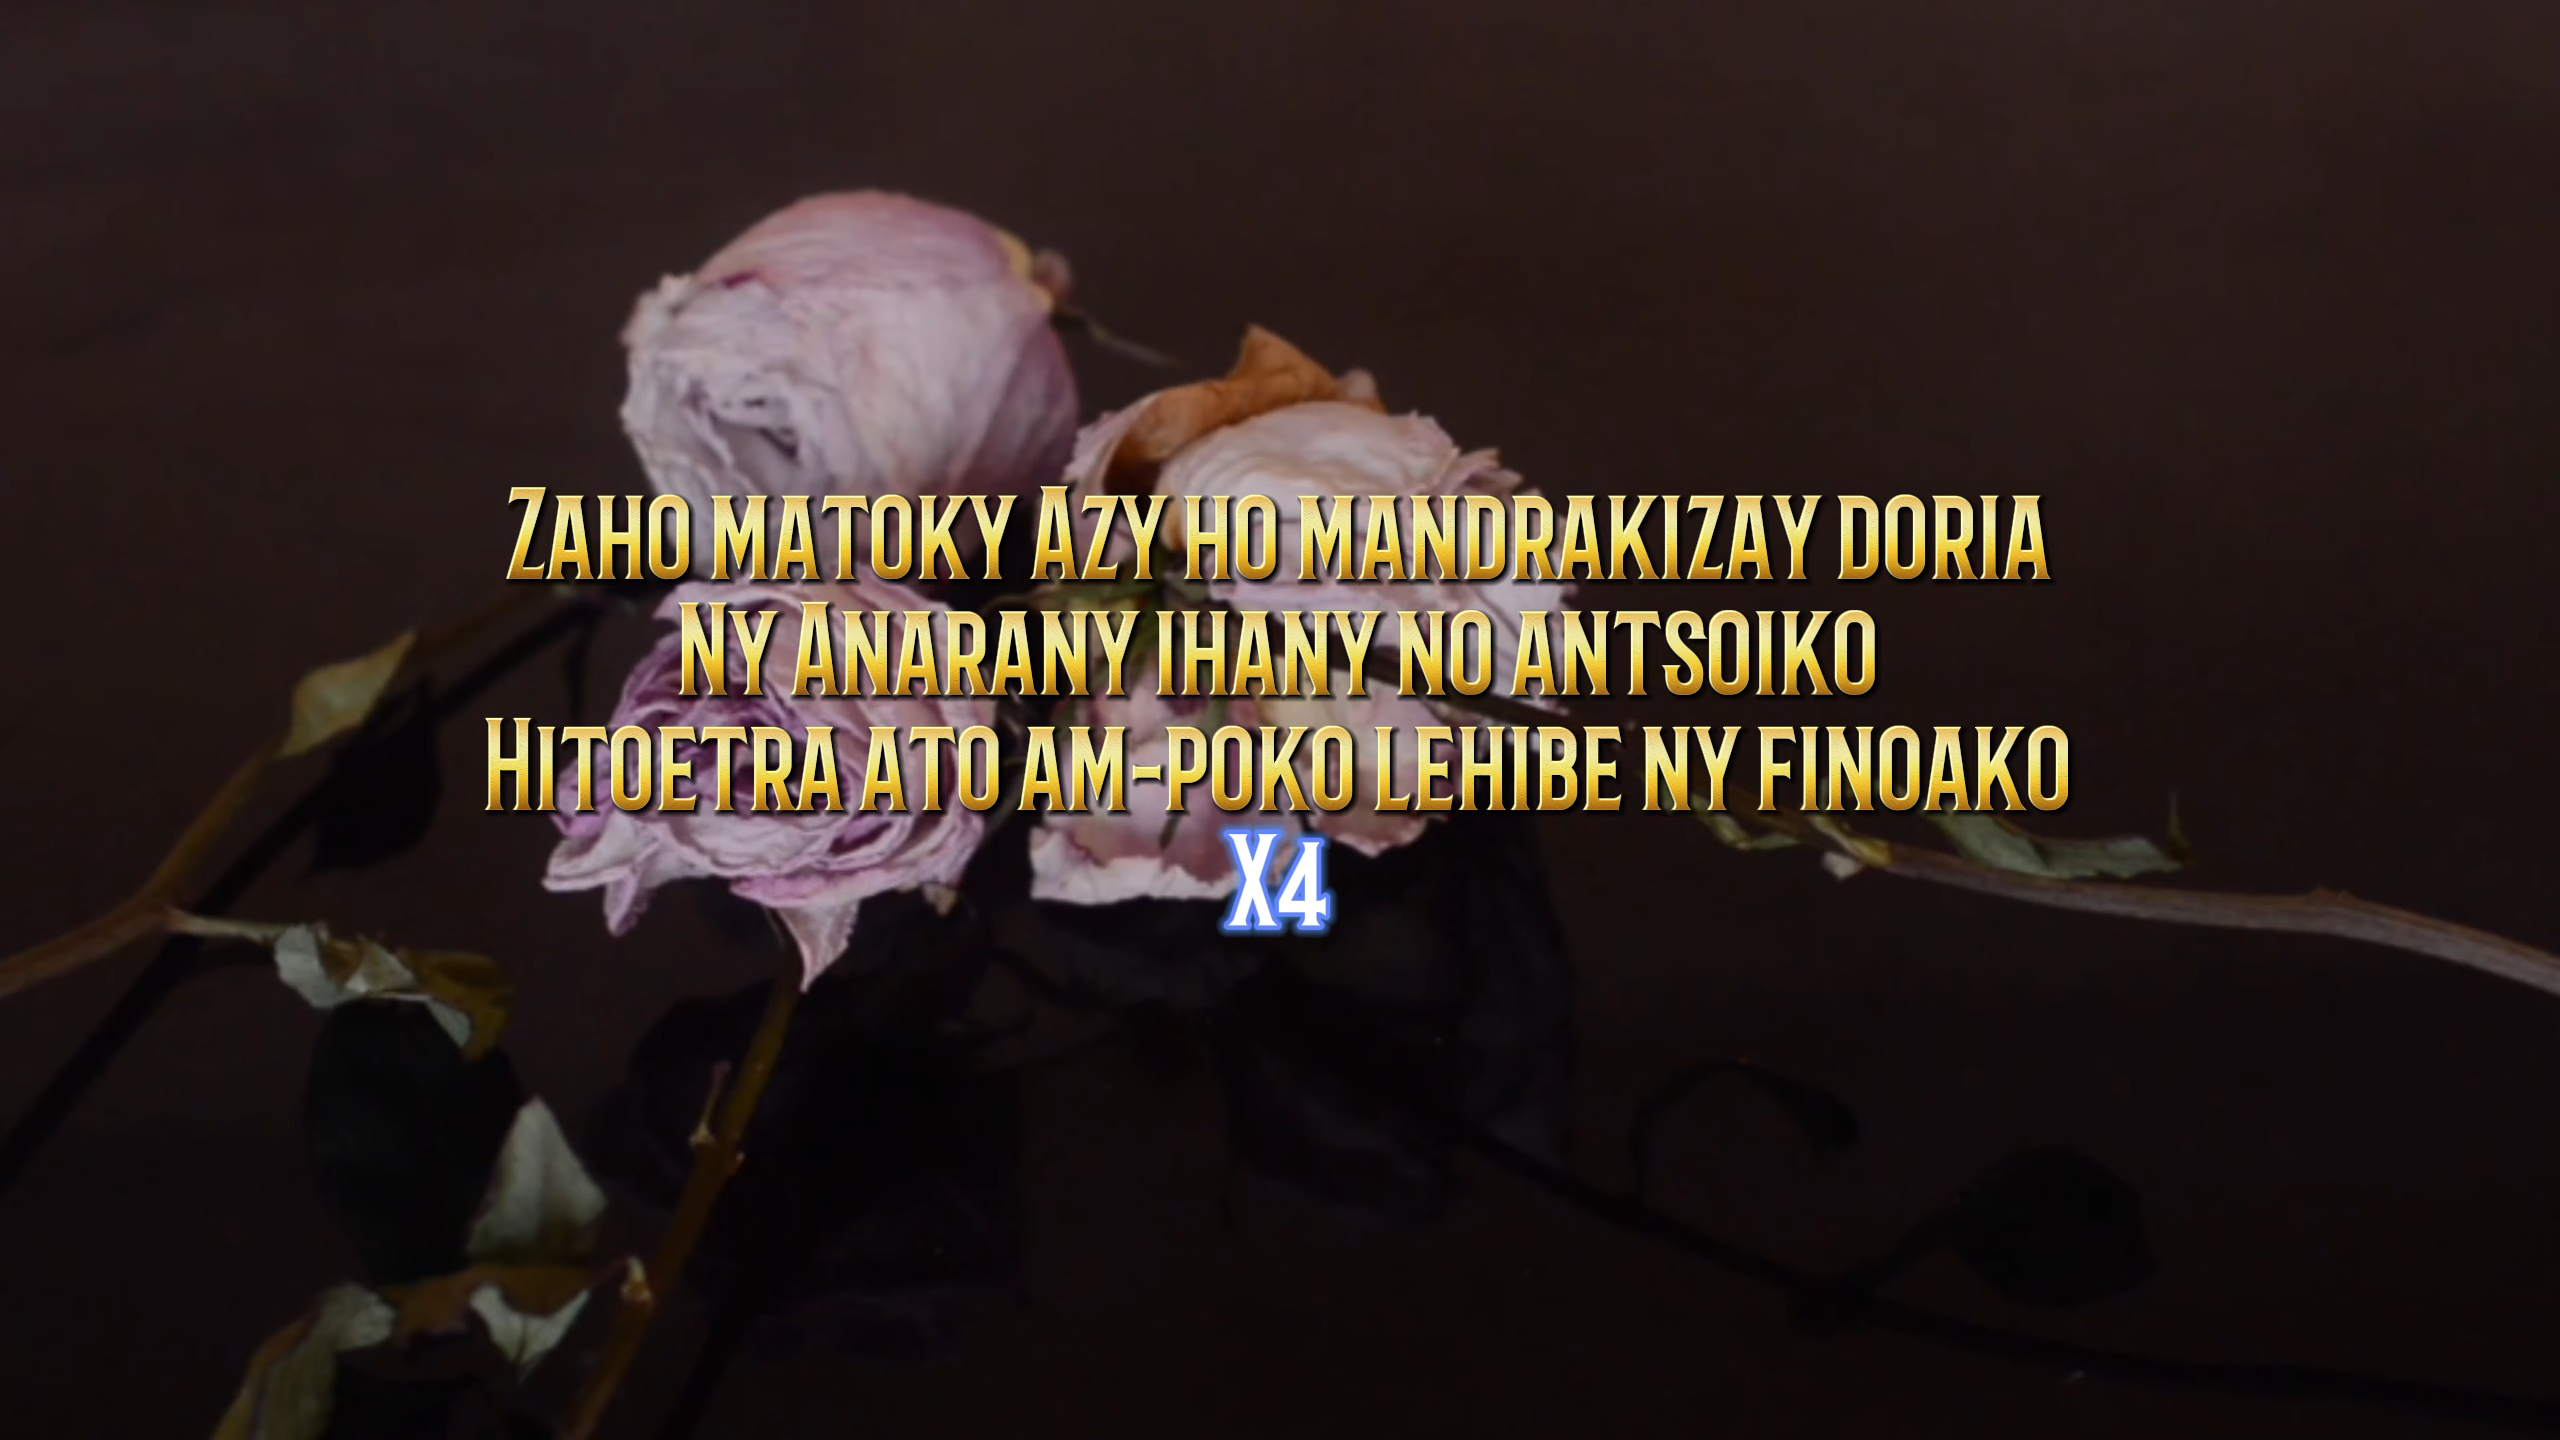 Zaho matoky Azy ho mandrakizay doria
Ny Anarany ihany no antsoiko
Hitoetra ato am-poko lehibe ny finoako
X4